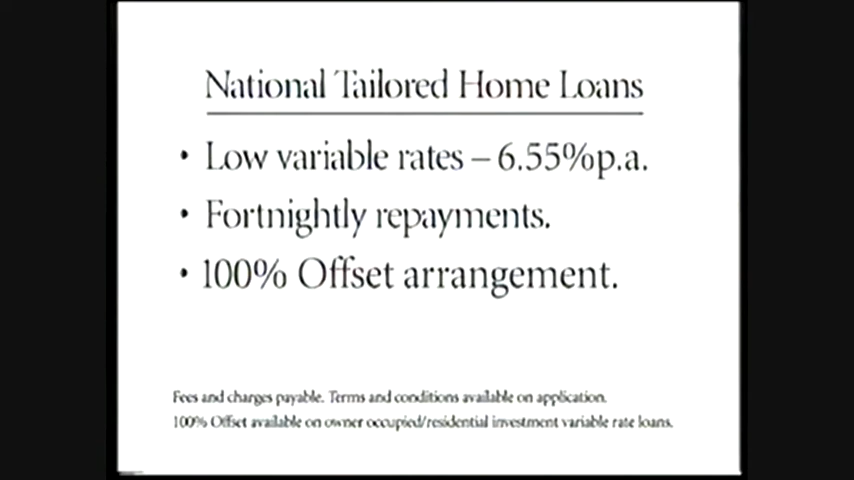 National Tailored Home Loans
• Low variable rates – 6.55%p.a.
• Fortnightly repayments.
• 100% Offset arrangement.
Fees and charges payable. Terms and conditions available on application.
100% Offset available on owner occupied/residential investment variable rate loans.